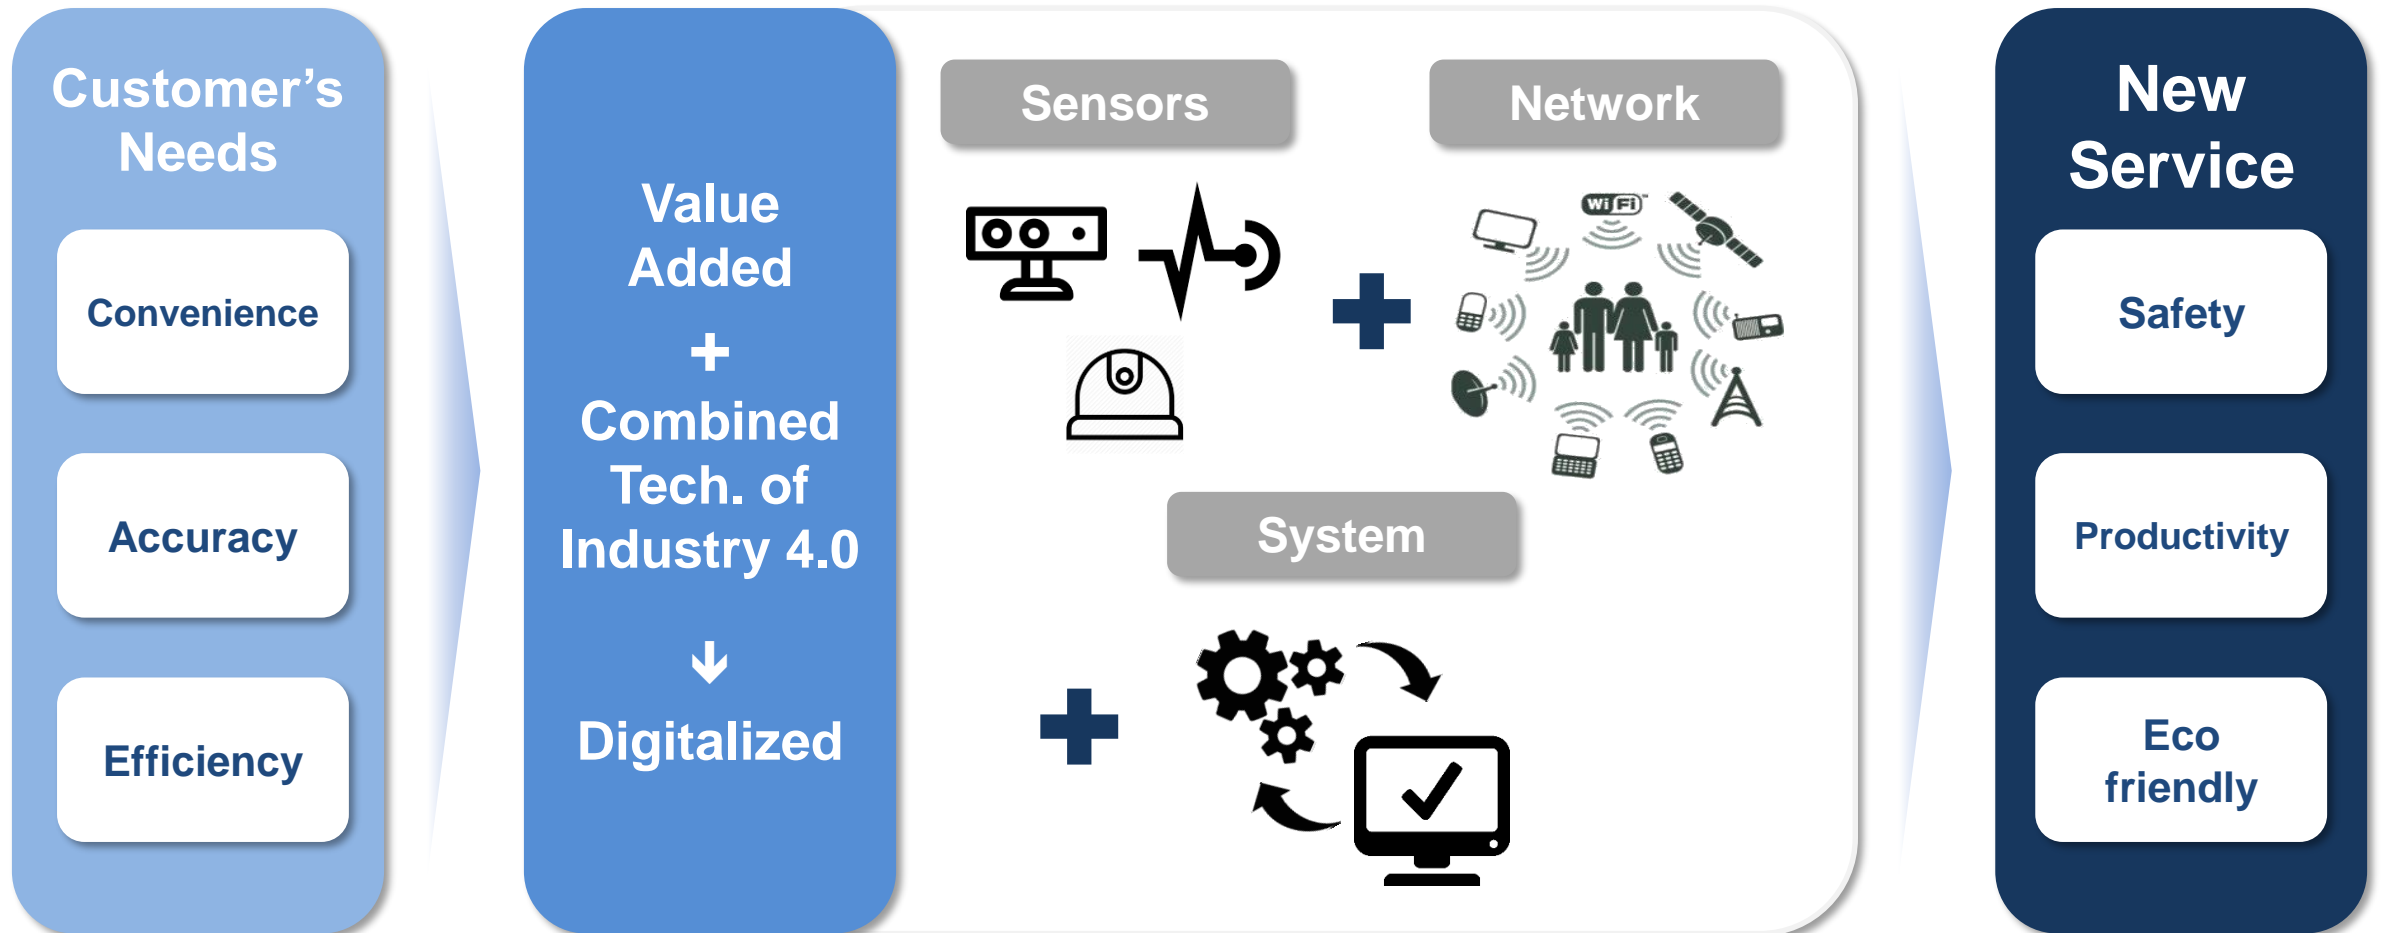 Customer's
Needs
Convenience
Accuracy
Efficiency
Value
Added
+
Combined
Tech. of
Industry 4.0
Digitalized
Sensors
Network
WiFi
System
New
Service
Safety
Productivity
Eco
friendly